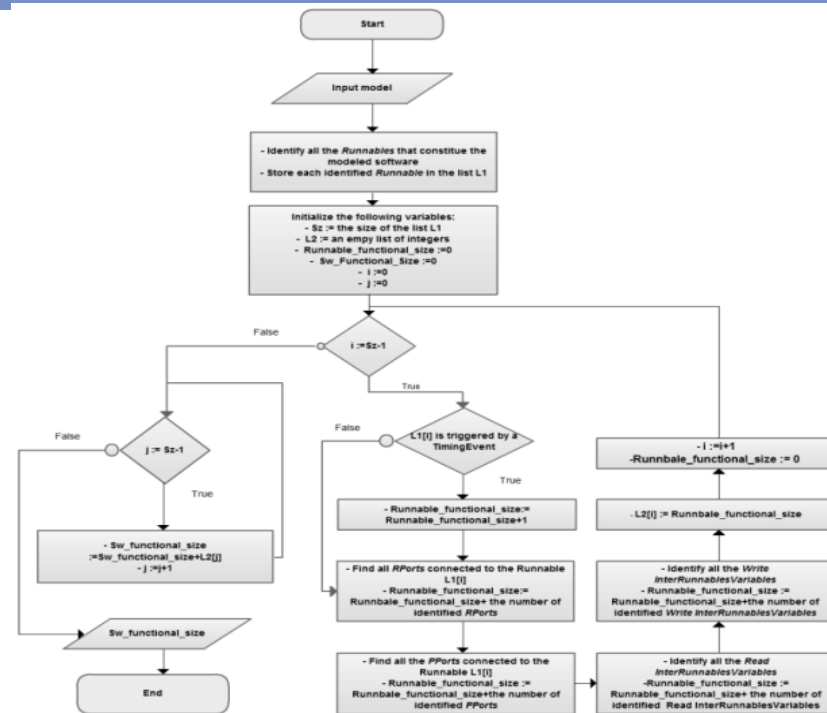 Start
Input model
- Identify all the Runnables that constitue the
modeled software
- Store each identified Runnable in the list L1
Initialize the following variables:
- Sz := the size of the list L1
- L2 := an empy list of integers
- Runnable_functional_size :=0
- Sw_Functional_Size :=0
- i :=0
- j :=0
i :=Sz-1
False
True
j := Sz-1
False
True
- Sw_functional_size
:=Sw_functional_size+L2[j]
- j :=j+1
Sw_functional_size
End
L1[i] is triggered by a
TimingEvent
False
True
- Runnable_functional_size:=
Runnable_functional_size+1
- Find all RPorts connected to the Runnable
L1[i]
- Runnable_functional_size:=
Runnbale_functional_size+ the number of
identified RPorts
- Find all the PPorts connected to the
Runnable L1[i]
- Runnable_functional_size :=
Runnbale_functional_size+the number of
identified PPorts
- Identify all the Read
InterRunnablesVariables
-Runnable_functional_size :=
Runnable_functional_size+ the number of
identified Read InterRunnablesVariables
- Identify all the Write
InterRunnablesVariables
- Runnable_functional_size :=
Runnable_functional_size+the number of
identified Write InterRunnablesVariables
- L2[i] := Runnbale_functional_size
- i :=i+1
-Runnbale_functional_size := 0